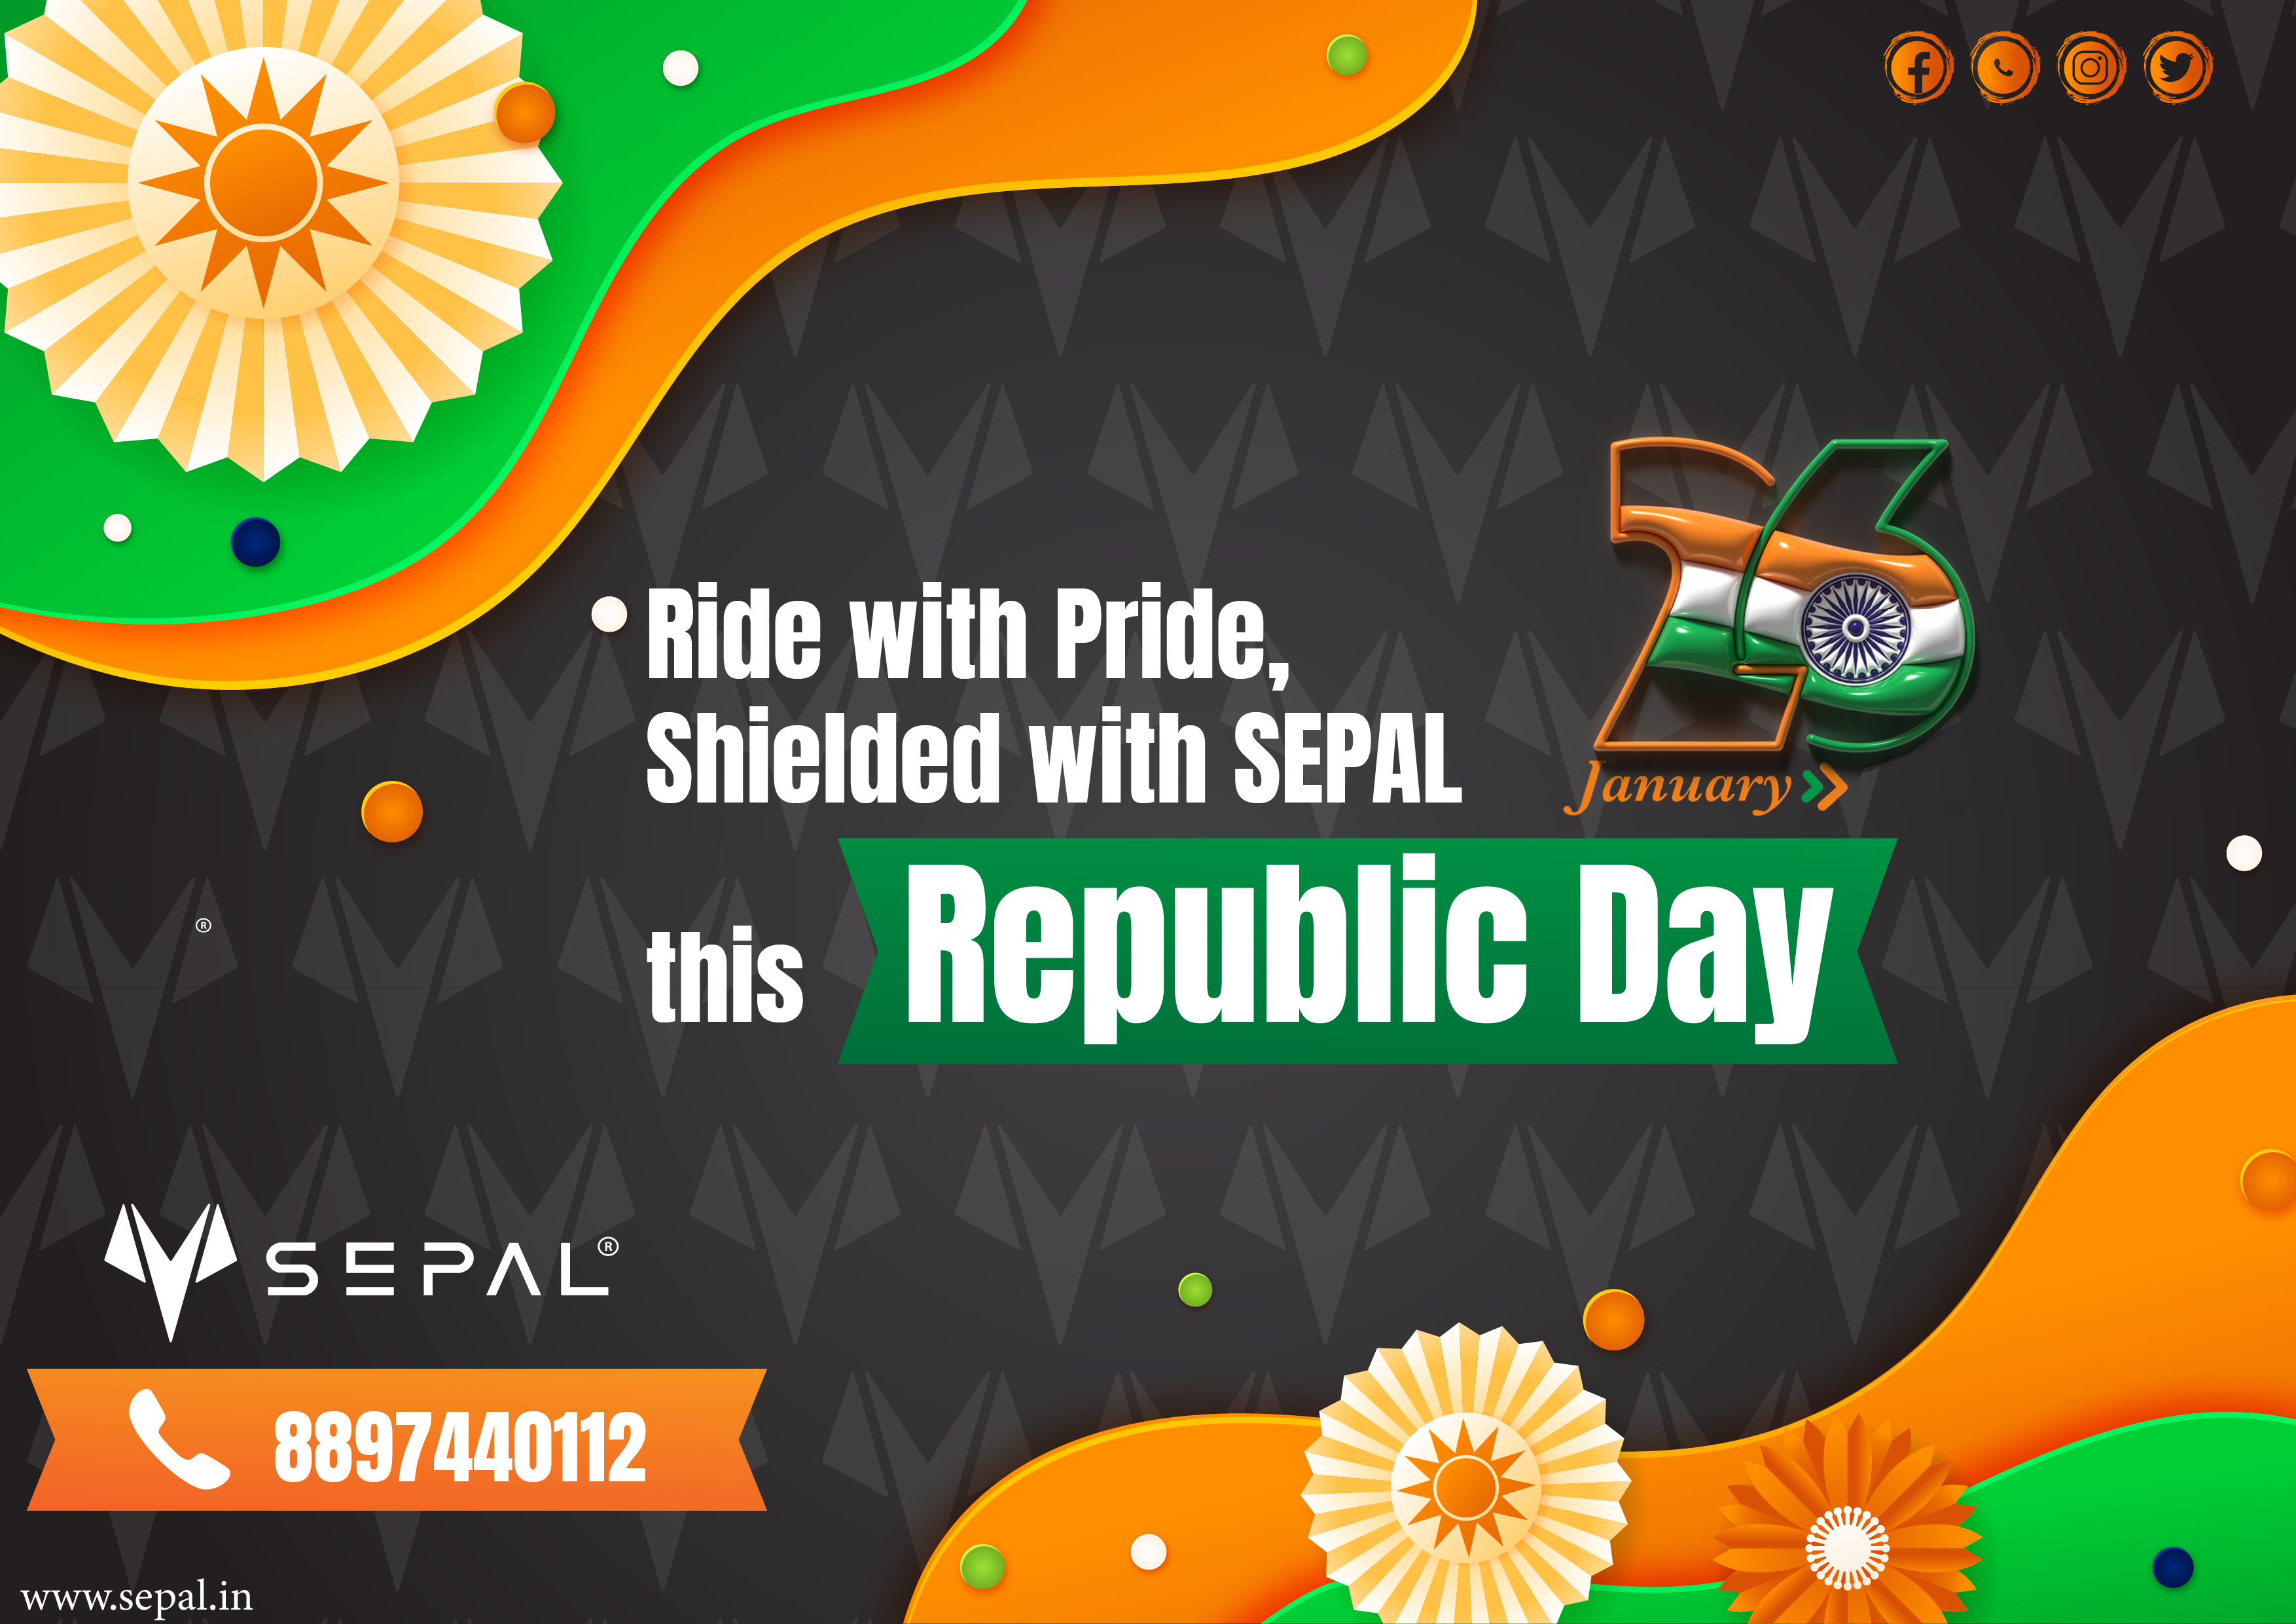 26
January
Ride with Pride,
Shielded with SEPAL
this Republic Day
®
SEPAL®
8897440112
www.sepal.in